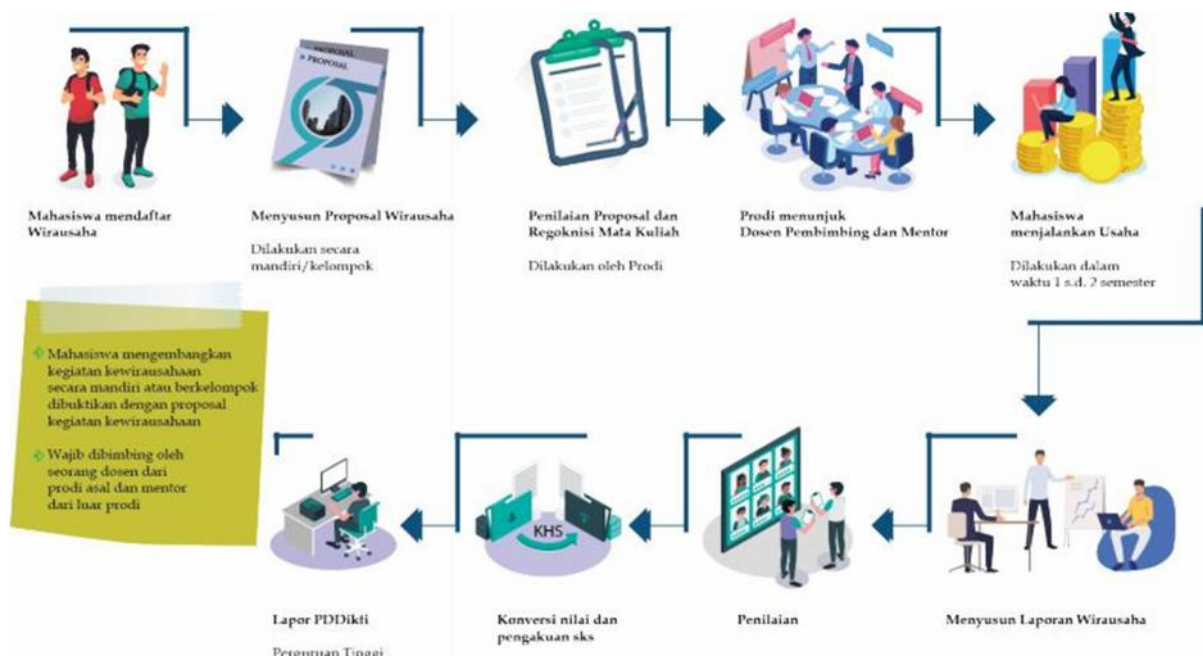 PROPOSAL
PROPOSAL
Mahasiswa mendaftar
Wirausaha
Menyusun Proposal Wirausaha
Dilakukan secara
mandiri/kelompok
Penilaian Proposal dan
Regoknisi Mata Kuliah
Dilakukan oleh Prodi
Prodi menunjuk
Dosen Pembimbing dan Mentor
Mahasiswa
menjalankan Usaha
Dilakukan dalam
waktu 1 s.d. 2 semester
Mahasiswa mengembangkan
kegiatan kewirausahaan
secara mandiri atau berkelompok
dibuktikan dengan proposal
kegiatan kewirausahaan
Wajib dibimbing oleh
seorang dosen dari
prodi asal dan mentor
dari luar prodi
KHS
Lapor PDDikti
Perguruan Tinggi
Konversi nilai dan
pengakuan sks
Penilaian
Menyusun Laporan Wirausaha